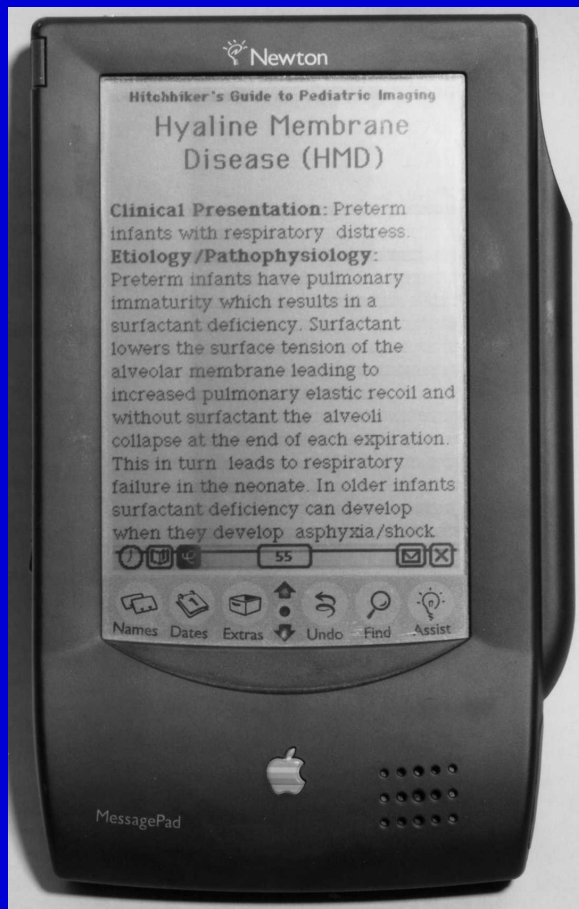 Newton
Hitchhiker's Guide to Pediatric Imaging
Hyaline Membrane
Disease (HMD)
Clinical Presentation: Preterm
infants with respiratory distress.
Etiology/Pathophysiology:
Preterm infants have pulmonary
immaturity which results in a
surfactant deficiency. Surfactant
lowers the surface tension of the
alveolar membrane leading to
increased pulmonary elastic recoil and
without surfactant the alveoli
collapse at the end of each expiration.
This in turn leads to respiratory
failure in the neonate. In older infants
surfactant deficiency can develop
when they develop asphyxia/shock
55
Names Dates Extras Undo Find Assist
MessagePad